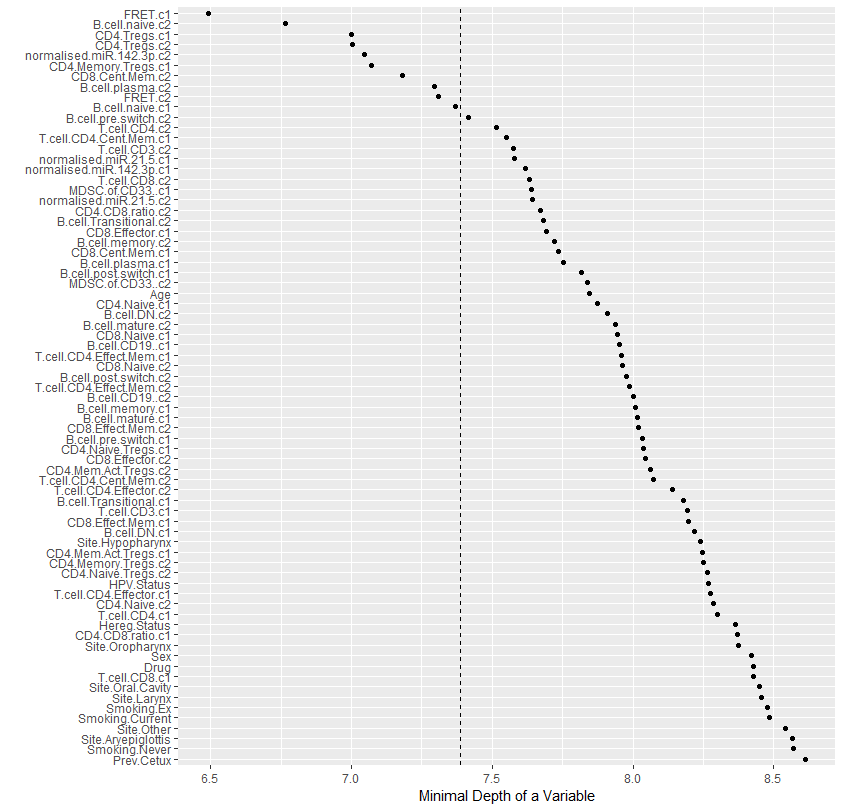 FRET.c1
B.cell.naive.c2
CD4.Tregs.c1
CD4.Tregs.c2
normalised.miR.142.3p.c2
CD4.Memory.Tregs.c1
CD8.Cent.Mem.c2
B.cell.plasma.c2
FRET.c2
B.cell.naive.c1
B.cell.pre.switch.c2
T.cell.CD4.c2
T.cell.CD4.Cent.Mem.c1
T.cell.CD3.c2
normalised.miR.21.5.c1
normalised.miR.142.3p.c1
T.cell.CD8.c2
MDSC.of.CD33..c1
normalised.miR.21.5.c2
CD4.CD8.ratio.c2
B.cell.Transitional.c2
CD8.Effector.c1
B.cell.memory.c2
CD8.Cent.Mem.c1
B.cell.plasma.c1
B.cell.post.switch.c1
MDSC.of.CD33..c2
Age
CD4.Naive.c1
B.cell.DN.c2
B.cell.mature.c2
CD8.Naive.c1
B.cell.CD19..c1
T.cell.CD4.Effect.Mem.c1
CD8.Naive.c2
B.cell.post.switch.c2
T.cell.CD4.Effect.Mem.c2
B.cell.CD19..c2
B.cell.memory.c1
B.cell.mature.c1
CD8.Effect.Mem.c2
B.cell.pre.switch.c1
CD4.Naive.Tregs.c1
CD8.Effector.c2
CD4.Mem.Act.Tregs.c2
T.cell.CD4.Cent.Mem.c2
T.cell.CD4.Effector.c2
B.cell.Transitional.c1
T.cell.CD3.c1
CD8.Effect.Mem.c1
B.cell.DN.c1
Site.Hypopharynx
CD4.Mem.Act.Tregs.c1
CD4.Memory.Tregs.c2
CD4.Naive.Tregs.c2
HPV.Status
T.cell.CD4.Effector.c1
CD4.Naive.c2
T.cell.CD4.c1
Hereg.Status
CD4.CD8.ratio.c1
Site.Oropharynx
Sex
Drug
T.cell.CD8.c1
Site.Oral.Cavity
Site.Larynx
Smoking.Ex
Smoking.Current
Site.Other
Site.Aryepiglottis
Smoking.Never
Prev.Cetux
6.5 7.0 7.5 8.0 8.5
Minimal Depth of a Variable